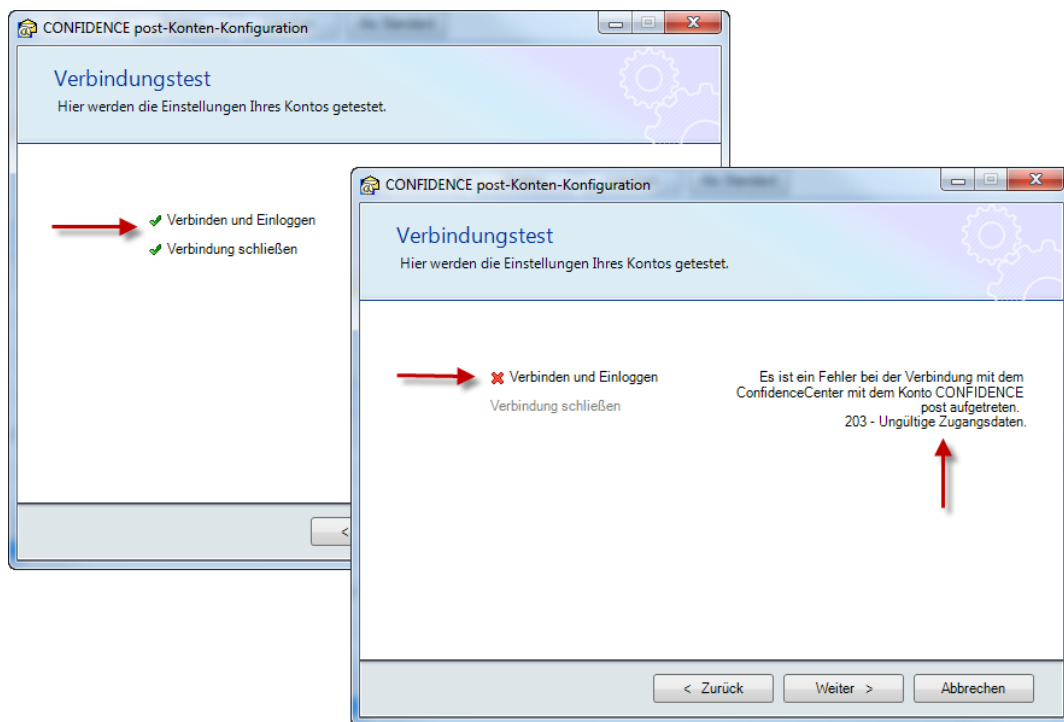 CONFIDENCE post-Konten-Konfiguration
Verbindungstest
Hier werden die Einstellungen Ihres Kontos getestet.
Verbinden und Einloggen
Verbindung schließen
<
CONFIDENCE post-Konten-Konfiguration
Verbindungstest
Hier werden die Einstellungen Ihres Kontos getestet.
Verbinden und Einloggen
Verbindung schließen
Es ist ein Fehler bei der Verbindung mit dem
ConfidenceCenter mit dem Konto CONFIDENCE
post aufgetreten.
203 - Ungültige Zugangsdaten.
< Zurück
Weiter >
Abbrechen